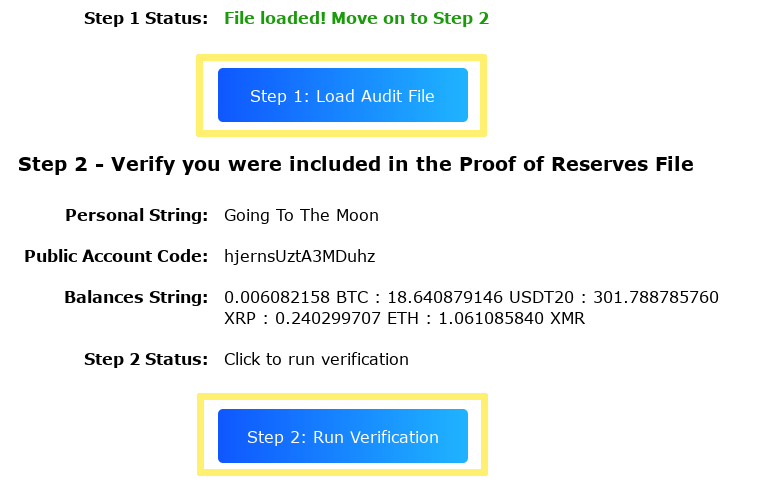 Step 1 Status: File loaded! Move on to Step 2
Step 1: Load Audit File
Step 2 - Verify you were included in the Proof of Reserves File
Personal String: Going To The Moon
Public Account Code: hjernsUztA3MDuhz
Balances String: 0.006082158 BTC : 18.640879146 USDT20 : 301.788785760
XRP : 0.240299707 ETH : 1.061085840 XMR
Step 2 Status: Click to run verification
Step 2: Run Verification